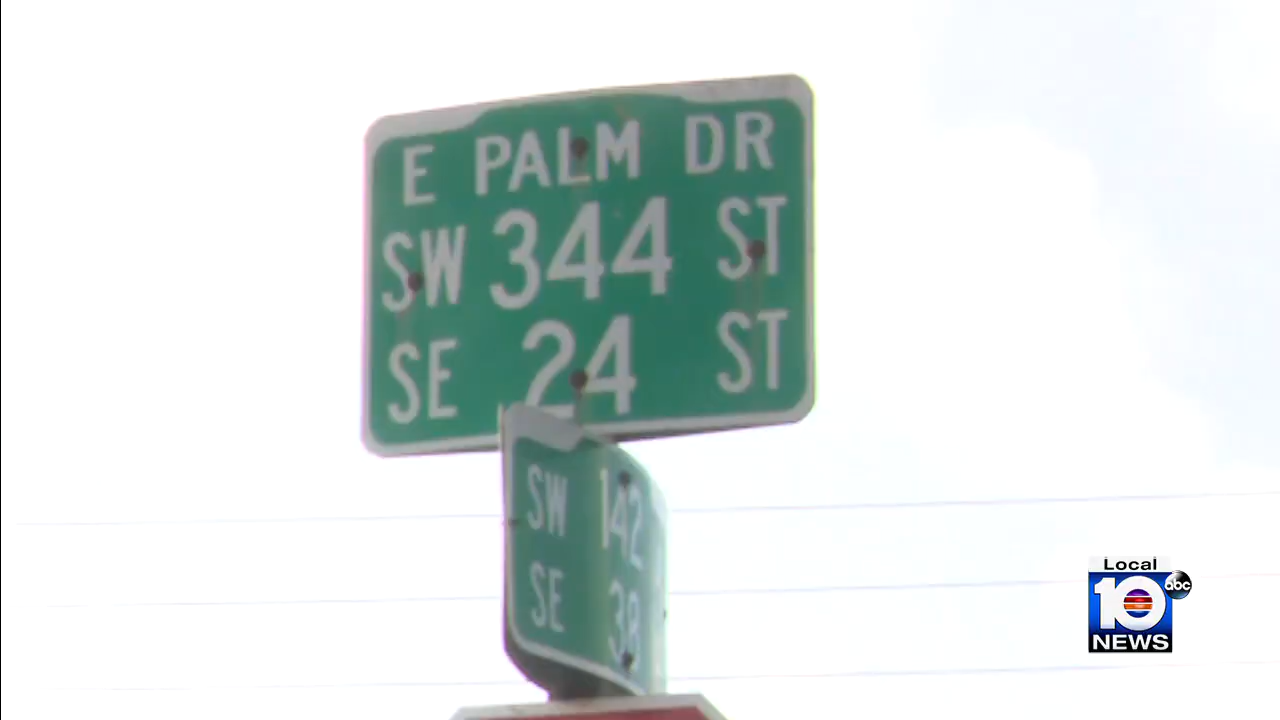 E PALM DR
SW 344 ST
SE 24 ST
SW 142
SE 38
Local
10 abc
NEWS